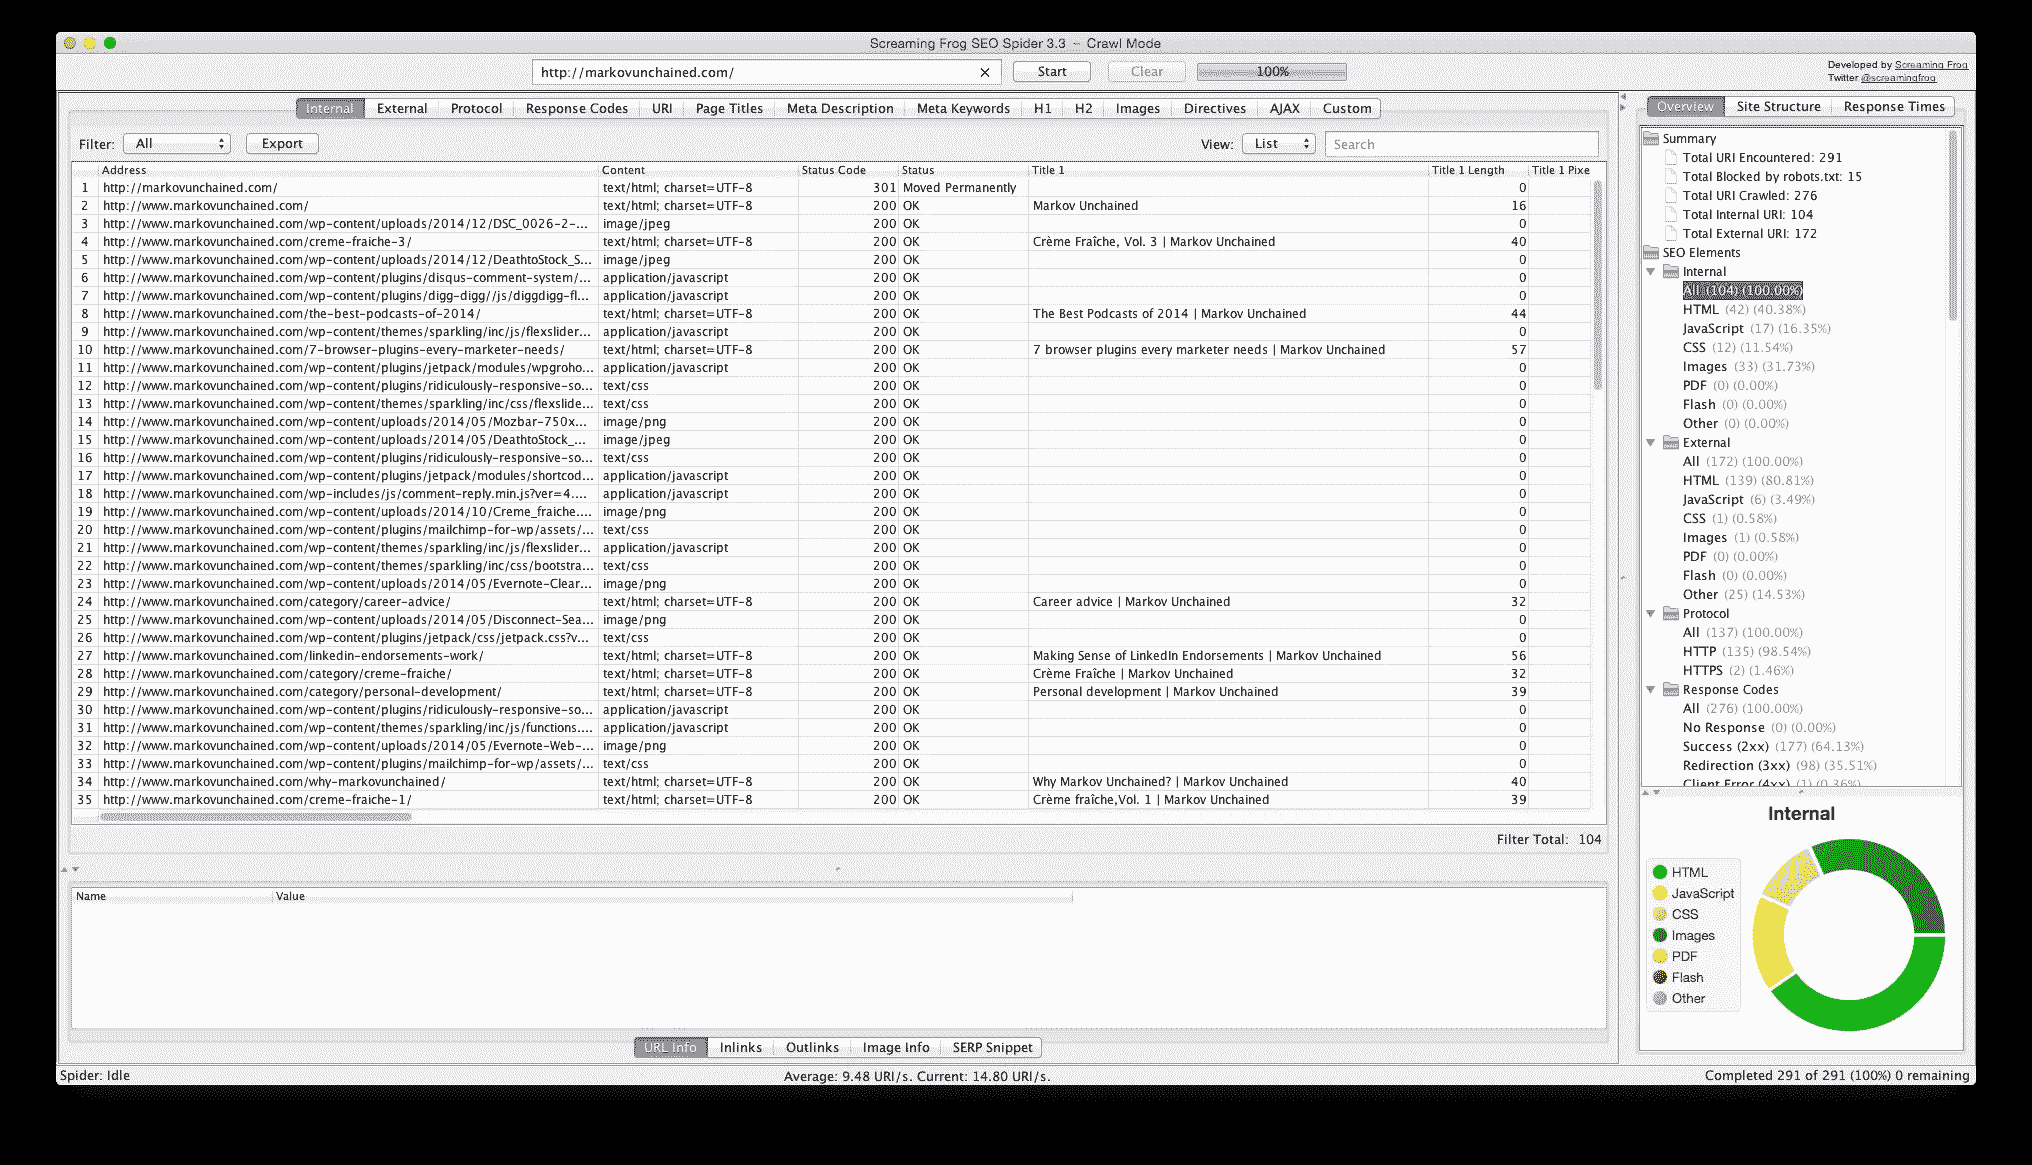 Screaming Frog SEO Spider 3.3 – Crawl Mode
http://markovunchained.com/ × Start Clear 100%
Developed by Screaming Frog
Twitter @screamingfrog
Internal External Protocol Response Codes URI Page Titles Meta Description Meta Keywords H1 H2 Images Directives AJAX Custom
Filter: All Export View: List Search
Address Content Status Code Status Title 1 Title 1 Length Title 1 Pixe
1 http://markovunchained.com/ text/html; charset=UTF-8 301 Moved Permanently 0
2 http://www.markovunchained.com/ text/html; charset=UTF-8 200 OK Markov Unchained 16
3 http://www.markovunchained.com/wp-content/uploads/2014/12/DSC_0026-2-... image/jpeg 200 OK 0
4 http://www.markovunchained.com/creme-fraiche-3/ text/html; charset=UTF-8 200 OK Crème Fraîche, Vol. 3 | Markov Unchained 40
5 http://www.markovunchained.com/wp-content/uploads/2014/12/DeathtoStock_S... image/jpeg 200 OK 0
6 http://www.markovunchained.com/wp-content/plugins/disqus-comment-system/... application/javascript 200 OK 0
7 http://www.markovunchained.com/wp-content/plugins/digg-digg//js/diggdigg-fl... application/javascript 200 OK 0
8 http://www.markovunchained.com/the-best-podcasts-of-2014/ text/html; charset=UTF-8 200 OK The Best Podcasts of 2014 | Markov Unchained 44
9 http://www.markovunchained.com/wp-content/themes/sparkling/inc/js/flexslider... application/javascript 200 OK 0
10 http://www.markovunchained.com/7-browser-plugins-every-marketer-needs/ text/html; charset=UTF-8 200 OK 7 browser plugins every marketer needs | Markov Unchained 57
11 http://www.markovunchained.com/wp-content/plugins/jetpack/modules/wpgroho... application/javascript 200 OK 0
12 http://www.markovunchained.com/wp-content/plugins/ridiculously-responsive-so... text/css 200 OK 0
13 http://www.markovunchained.com/wp-content/themes/sparkling/inc/css/flexslide... text/css 200 OK 0
14 http://www.markovunchained.com/wp-content/uploads/2014/05/Mozbar-750x... image/png 200 OK 0
15 http://www.markovunchained.com/wp-content/uploads/2014/05/DeathtoStock_... image/jpeg 200 OK 0
16 http://www.markovunchained.com/wp-content/plugins/ridiculously-responsive-so... text/css 200 OK 0
17 http://www.markovunchained.com/wp-content/plugins/jetpack/modules/shortcod... application/javascript 200 OK 0
18 http://www.markovunchained.com/wp-includes/js/comment-reply.min.js?ver=4.... application/javascript 200 OK 0
19 http://www.markovunchained.com/wp-content/uploads/2014/10/Creme_fraiche.... image/png 200 OK 0
20 http://www.markovunchained.com/wp-content/plugins/mailchimp-for-wp/assets/... text/css 200 OK 0
21 http://www.markovunchained.com/wp-content/themes/sparkling/inc/js/flexslider... application/javascript 200 OK 0
22 http://www.markovunchained.com/wp-content/themes/sparkling/inc/css/bootstra... text/css 200 OK 0
23 http://www.markovunchained.com/wp-content/uploads/2014/05/Evernote-Clear... image/png 200 OK 0
24 http://www.markovunchained.com/category/career-advice/ text/html; charset=UTF-8 200 OK Career advice | Markov Unchained 32
25 http://www.markovunchained.com/wp-content/uploads/2014/05/Disconnect-Sea... image/png 200 OK 0
26 http://www.markovunchained.com/wp-content/plugins/jetpack/css/jetpack.css?v... text/css 200 OK 0
27 http://www.markovunchained.com/linkedin-endorsements-work/ text/html; charset=UTF-8 200 OK Making Sense of LinkedIn Endorsements | Markov Unchained 56
28 http://www.markovunchained.com/category/creme-fraiche/ text/html; charset=UTF-8 200 OK Crème Fraîche | Markov Unchained 32
29 http://www.markovunchained.com/category/personal-development/ text/html; charset=UTF-8 200 OK Personal development | Markov Unchained 39
30 http://www.markovunchained.com/wp-content/plugins/ridiculously-responsive-so... application/javascript 200 OK 0
31 http://www.markovunchained.com/wp-content/themes/sparkling/inc/js/functions.... application/javascript 200 OK 0
32 http://www.markovunchained.com/wp-content/uploads/2014/05/Evernote-Web-... image/png 200 OK 0
33 http://www.markovunchained.com/wp-content/plugins/mailchimp-for-wp/assets/... text/css 200 OK 0
34 http://www.markovunchained.com/why-markovunchained/ text/html; charset=UTF-8 200 OK Why Markov Unchained? | Markov Unchained 40
35 http://www.markovunchained.com/creme-fraiche-1/ text/html; charset=UTF-8 200 OK Crème fraîche,Vol. 1 | Markov Unchained 39
Filter Total: 104
Name Value
URL Info Inlinks Outlinks Image Info SERP Snippet
Overview Site Structure Response Times
Summary
Total URI Encountered: 291
Total Blocked by robots.txt: 15
Total URI Crawled: 276
Total Internal URI: 104
Total External URI: 172
SEO Elements
Internal
All (104) (100.00%)
HTML (42) (40.38%)
JavaScript (17) (16.35%)
CSS (12) (11.54%)
Images (33) (31.73%)
PDF (0) (0.00%)
Flash (0) (0.00%)
Other (0) (0.00%)
External
All (172) (100.00%)
HTML (139) (80.81%)
JavaScript (6) (3.49%)
CSS (1) (0.58%)
Images (1) (0.58%)
PDF (0) (0.00%)
Flash (0) (0.00%)
Other (25) (14.53%)
Protocol
All (137) (100.00%)
HTTP (135) (98.54%)
HTTPS (2) (1.46%)
Response Codes
All (276) (100.00%)
No Response (0) (0.00%)
Success (2xx) (177) (64.13%)
Redirection (3xx) (98) (35.51%)
Client Error (4xx) (1) (0.36%)
Internal
HTML
JavaScript
CSS
Images
PDF
Flash
Other
Spider: Idle Average: 9.48 URI/s. Current: 14.80 URI/s. Completed 291 of 291 (100%) 0 remaining